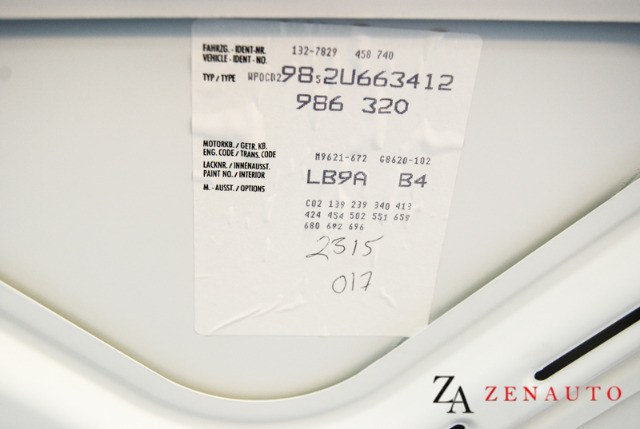 FAHRZG. - IDENT-NR. 132-7829 458 740
VEHICLE - IDENT - NO.
TYP / TYPE WP0CB2985 2U663412
986 320
MOTORKB. / GETR. KB.
ENG. CODE / TRANS. CODE M9621-672 G8620-102
LACKNR. / INNENAUSST.
PAINT NO. / INTERIOR LB9A B4
M. - AUSST. / OPTIONS
C02 139 239 340 413
424 454 502 551 659
680 692 696
2315
017
ZA ZENAUTO